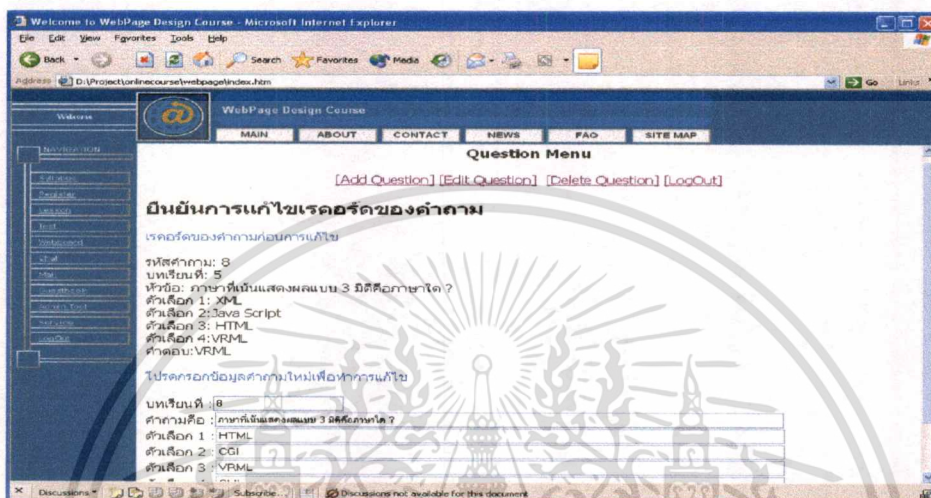 Welcome to WebPage Design Course - Microsoft Internet Explorer
File Edit View Favorites Tools Help
Back Search Favorites Media
Address D:\Project\onlinecourse\webpage\index.htm Go Links
Welcome
WebPage Design Course
MAIN ABOUT CONTACT NEWS FAQ SITE MAP
NAVIGATION
Question Menu
[Add Question] [Edit Question] [Delete Question] [LogOut]
Syllabus
Register
Lesson
Test
Webboard
Chat
Mail
Guestbook
Admin Tool
LogOut
ยืนยันการแก้ไขเรคอร์ดของคำถาม
เรคอร์ดของคำถามก่อนการแก้ไข
รหัสคำถาม: 8
บทเรียนที่: 5
หัวข้อ: ภาษาที่เน้นแสดงผลแบบ 3 มิติคือภาษาใด ?
ตัวเลือก 1: XML
ตัวเลือก 2:Java Script
ตัวเลือก 3: HTML
ตัวเลือก 4:VRML
คำตอบ:VRML
โปรดกรอกข้อมูลคำถามใหม่เพื่อทำการแก้ไข
บทเรียนที่ :8
คำถามคือ : ภาษาที่เน้นแสดงผลแบบ 3 มิติคือภาษาใด ?
ตัวเลือก 1 : HTML
ตัวเลือก 2 : CGI
ตัวเลือก 3 : VRML
Discussions Subscribe... Discussions not available for this document